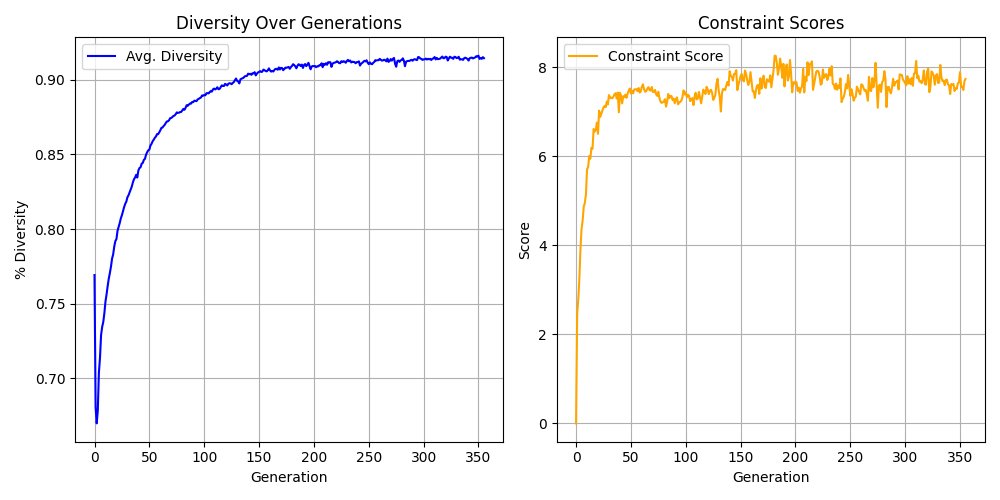 Diversity Over Generations
Avg. Diversity
% Diversity
0.90
0.85
0.80
0.75
0.70
0 50 100 150 200 250 300 350
Generation
Constraint Scores
Constraint Score
Score
8
6
4
2
0
0 50 100 150 200 250 300 350
Generation